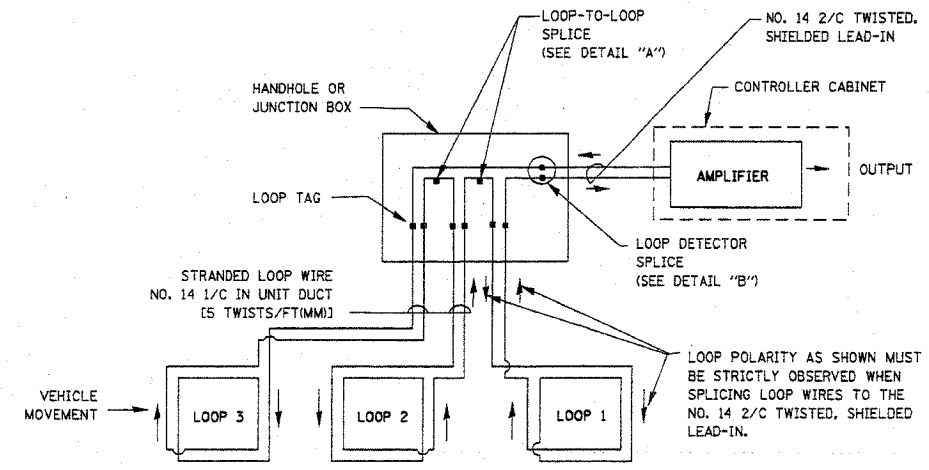 LOOP-TO-LOOP
SPLICE
(SEE DETAIL "A")
NO. 14 2/C TWISTED,
SHIELDED LEAD-IN
HANDHOLE OR
JUNCTION BOX
CONTROLLER CABINET
AMPLIFIER
OUTPUT
LOOP TAG
LOOP DETECTOR
SPLICE
(SEE DETAIL "B")
STRANDED LOOP WIRE
NO. 14 1/C IN UNIT DUCT
[5 TWISTS/FT(MM)]
LOOP POLARITY AS SHOWN MUST
BE STRICTLY OBSERVED WHEN
SPLICING LOOP WIRES TO THE
NO. 14 2/C TWISTED, SHIELDED
LEAD-IN.
VEHICLE
MOVEMENT
LOOP 3
LOOP 2
LOOP 1